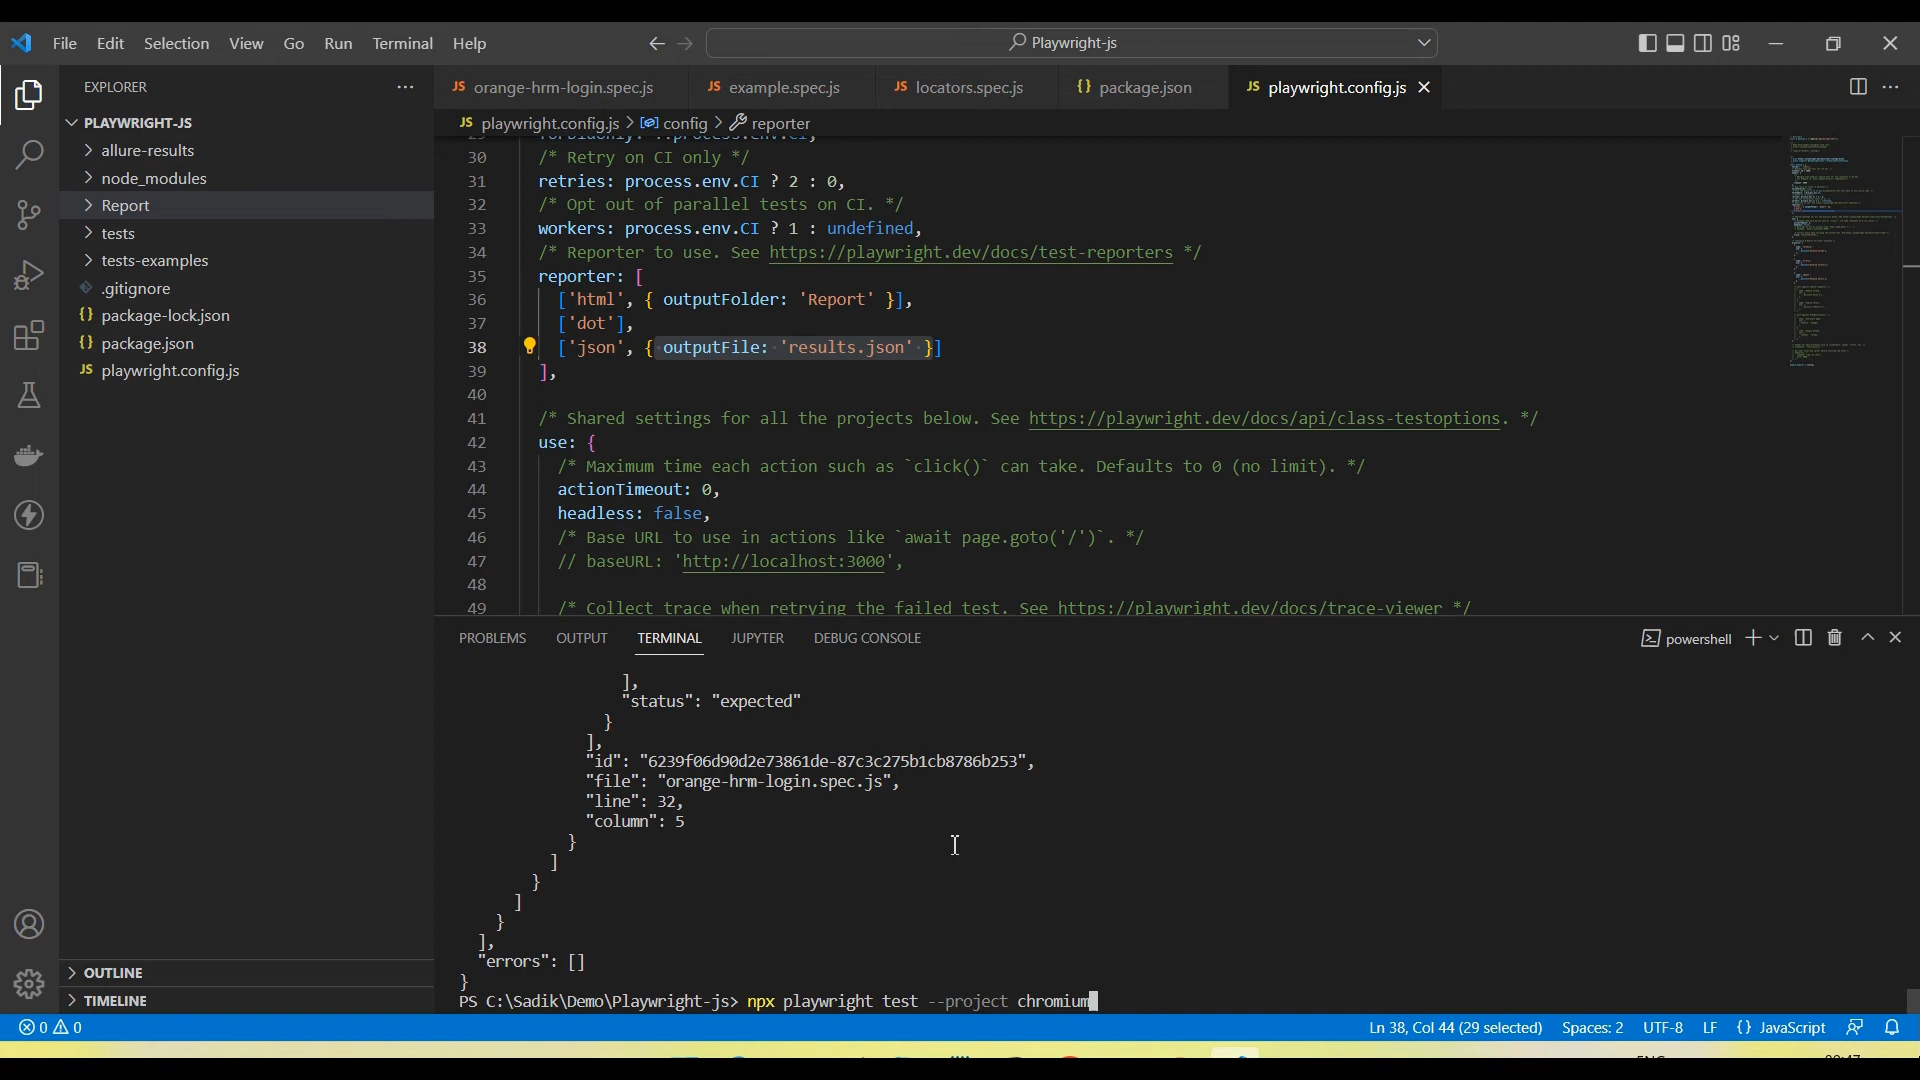 File Edit Selection View Go Run Terminal Help
Playwright-js
EXPLORER
PLAYWRIGHT-JS
allure-results
node_modules
Report
tests
tests-examples
.gitignore
package-lock.json
package.json
JS playwright.config.js
OUTLINE
TIMELINE
JS orange-hrm-login.spec.js JS example.spec.js JS locators.spec.js {} package.json JS playwright.config.js
JS playwright.config.js > config > reporter
30 /* Retry on CI only */
31 retries: process.env.CI ? 2 : 0,
32 /* Opt out of parallel tests on CI. */
33 workers: process.env.CI ? 1 : undefined,
34 /* Reporter to use. See https://playwright.dev/docs/test-reporters */
35 reporter: [
36 ['html', { outputFolder: 'Report' }],
37 ['dot'],
38 ['json', { outputFile: 'results.json' }]
39 ],
40
41 /* Shared settings for all the projects below. See https://playwright.dev/docs/api/class-testoptions. */
42 use: {
43 /* Maximum time each action such as `click()` can take. Defaults to 0 (no limit). */
44 actionTimeout: 0,
45 headless: false,
46 /* Base URL to use in actions like `await page.goto('/')`. */
47 // baseURL: 'http://localhost:3000',
48
49 /* Collect trace when retrying the failed test. See https://playwright.dev/docs/trace-viewer */
PROBLEMS OUTPUT TERMINAL JUPYTER DEBUG CONSOLE
powershell
],
"status": "expected"
}
],
"id": "6239f06d90d2e73861de-87c3c275b1cb8786b253",
"file": "orange-hrm-login.spec.js",
"line": 32,
"column": 5
}
]
}
]
}
],
"errors": []
}
PS C:\Sadik\Demo\Playwright-js> npx playwright test --project chromium
0 0
Ln 38, Col 44 (29 selected) Spaces: 2 UTF-8 LF {} JavaScript